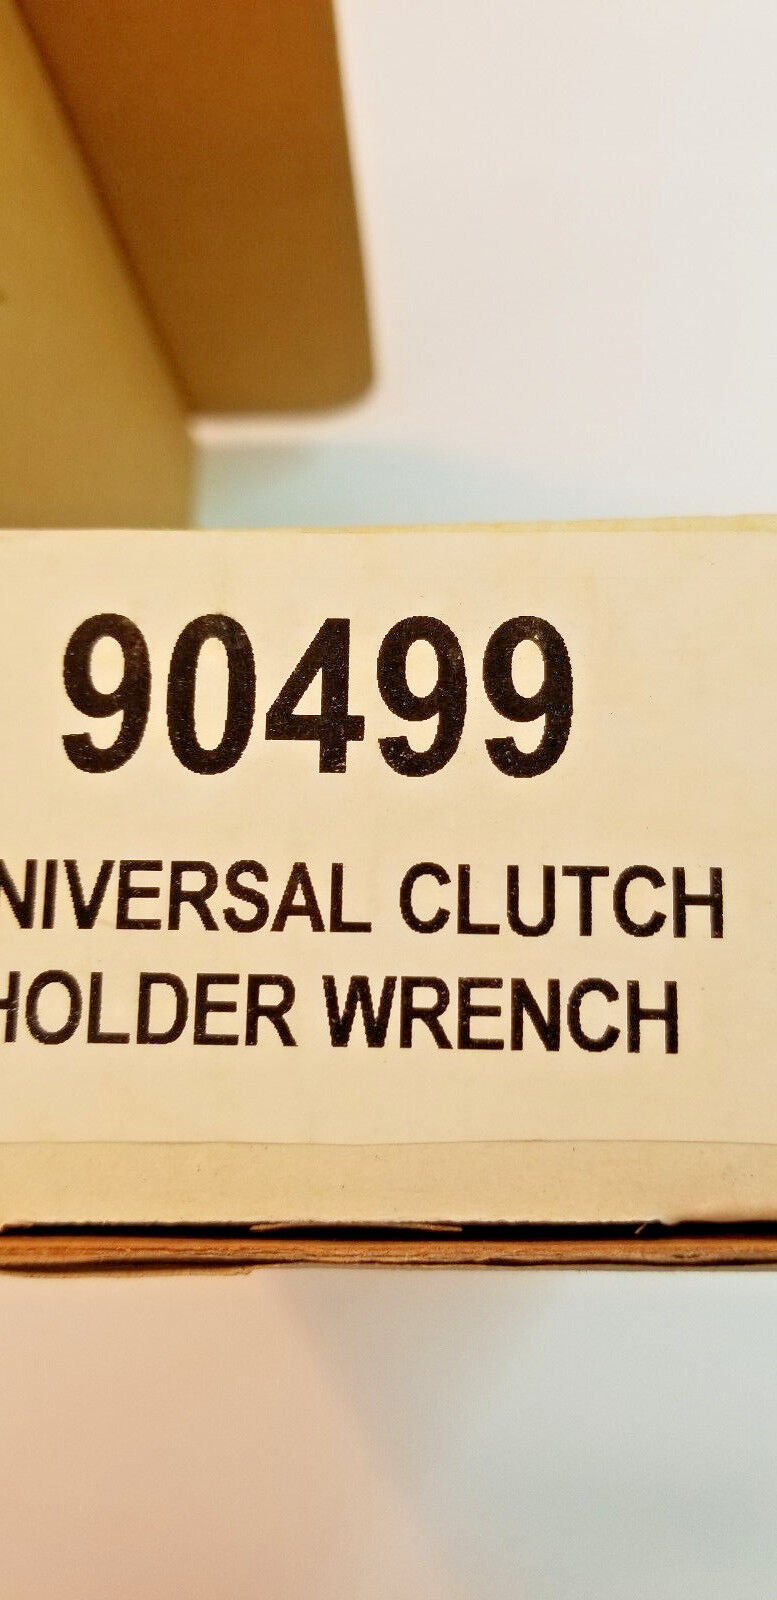 90499
NIVERSAL CLUTCH
HOLDER WRENCH